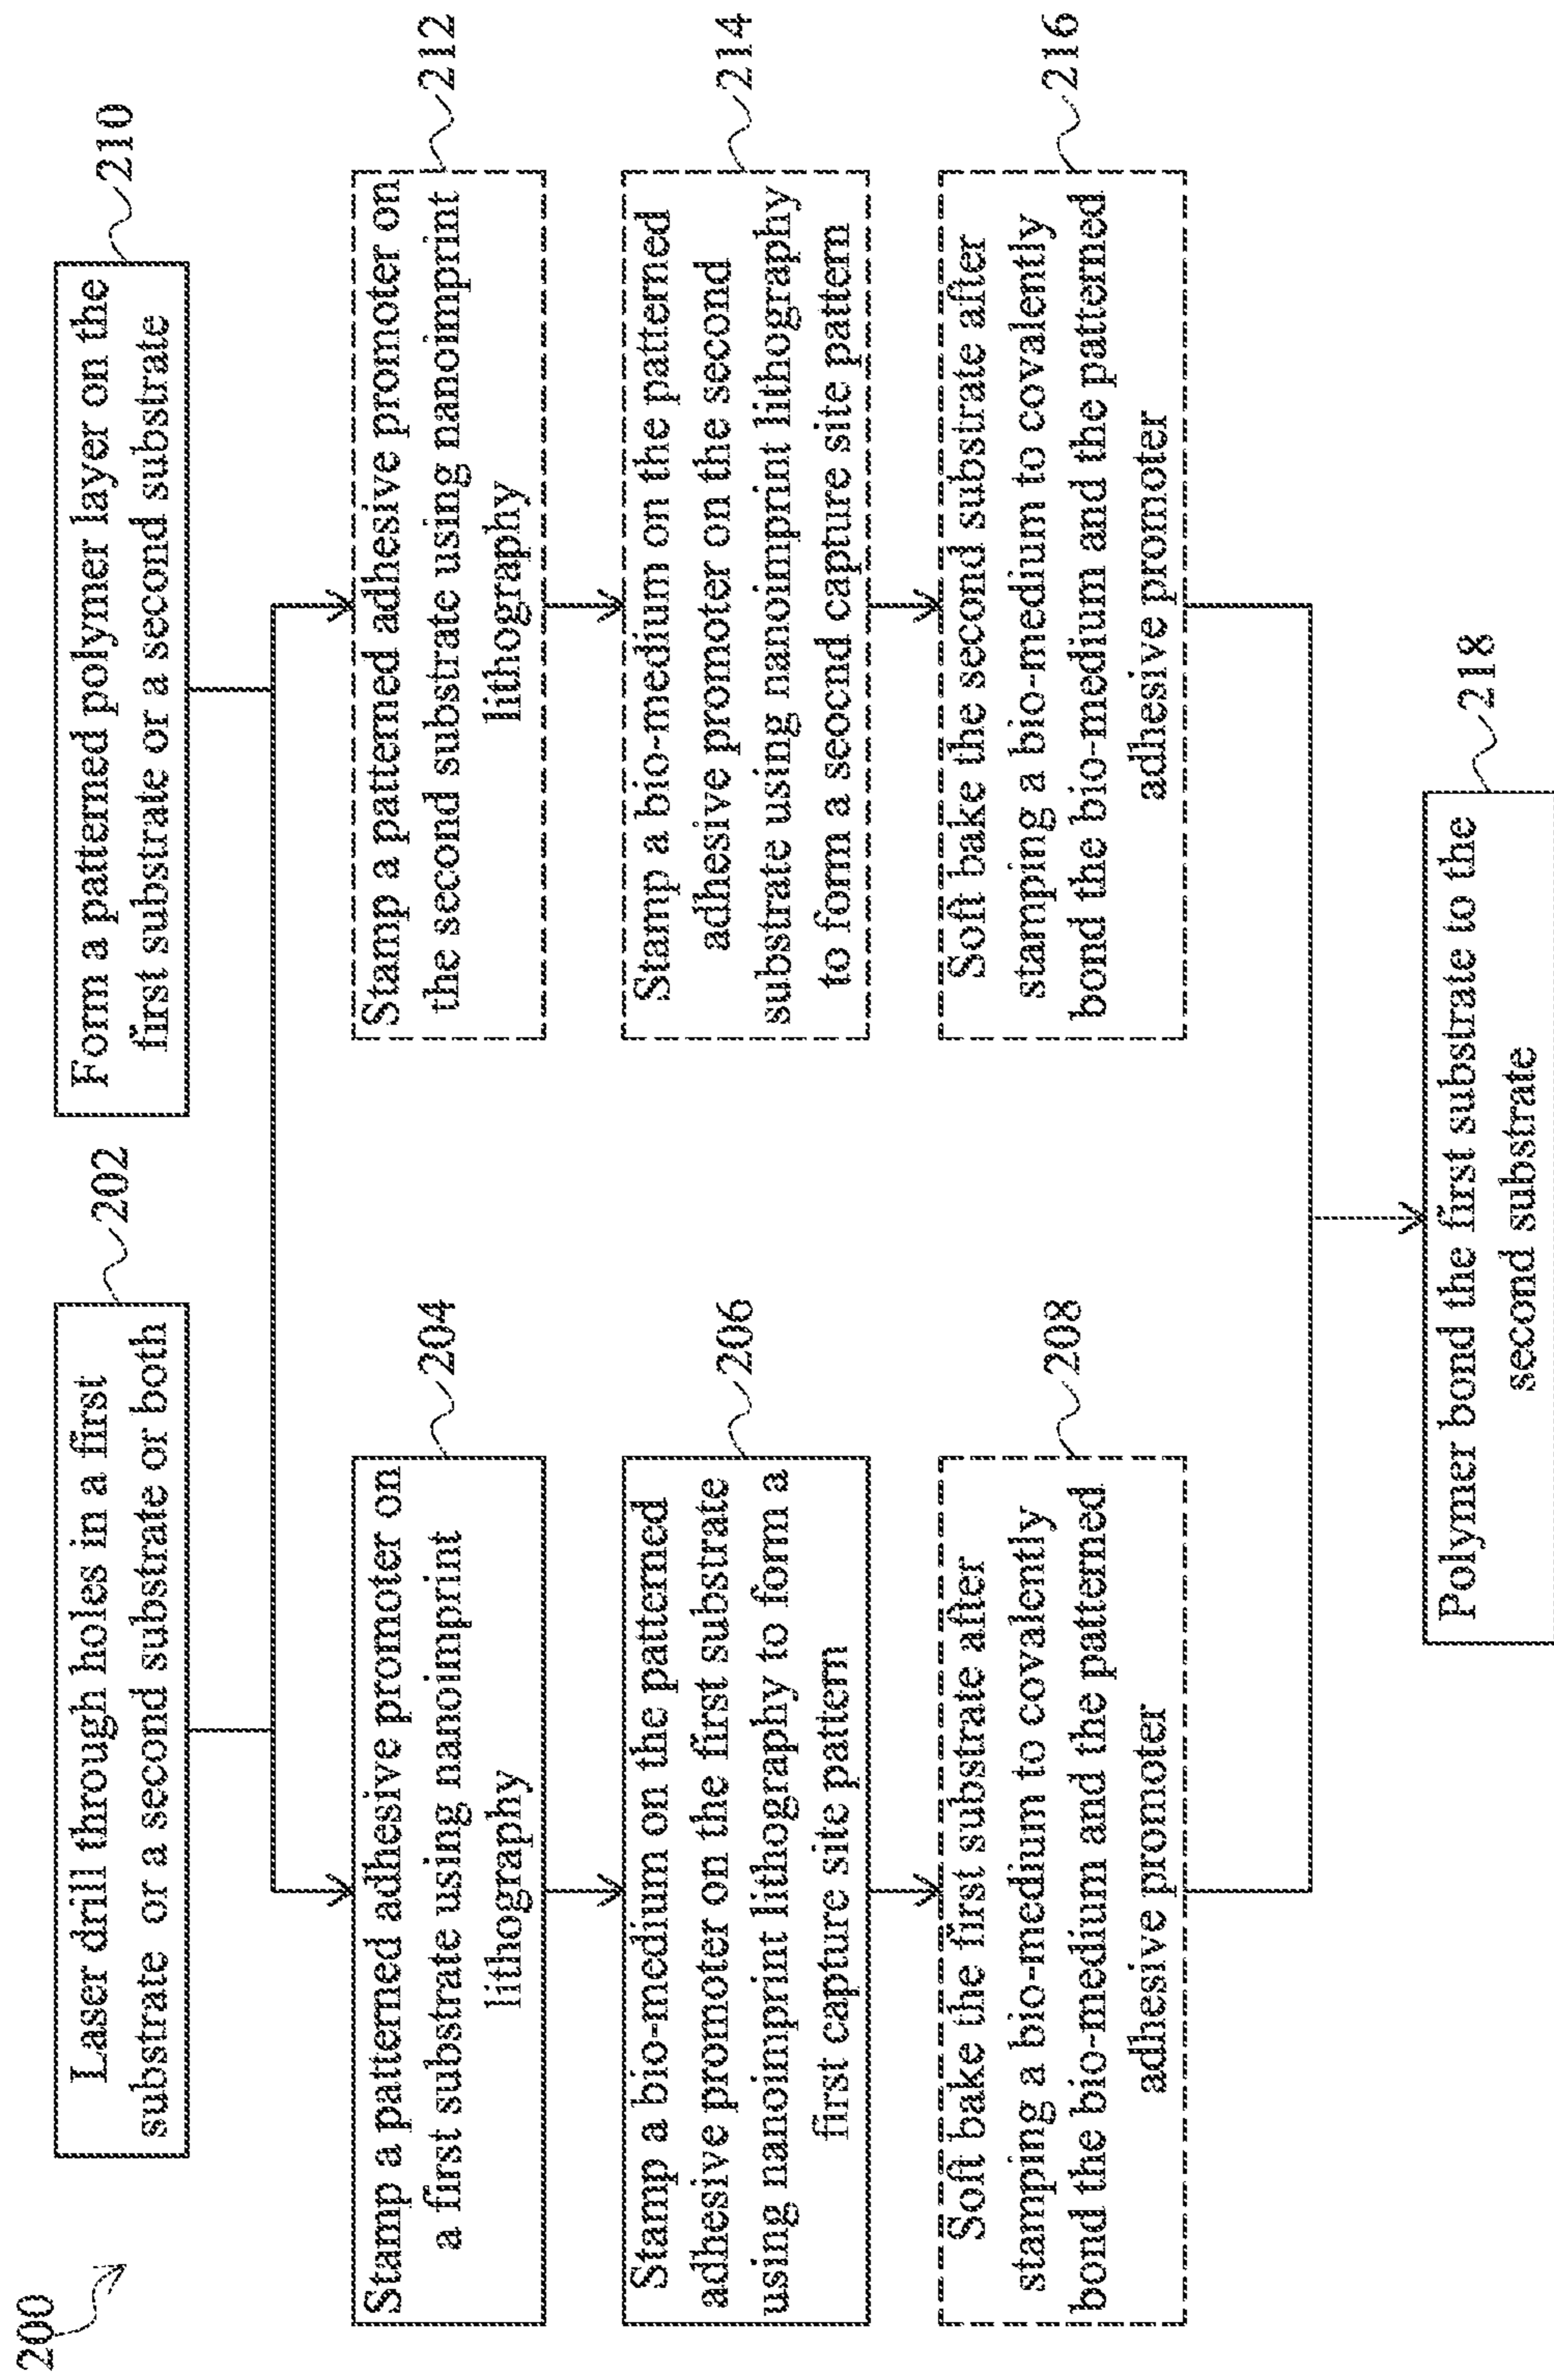 200
202
Laser drill through holes in a first
substrate or a second substrate or both
210
Form a patterned polymer layer on the
first substrate or a second substrate
204
Stamp a patterned adhesive promoter on
a first substrate using nanoimprint
lithography
206
Stamp a bio-medium on the patterned
adhesive promoter on the first substrate
using nanoimprint lithography to form a
first capture site pattern
208
Soft bake the first substrate after
stamping a bio-medium to covalently
bond the bio-medium and the patterned
adhesive promoter
212
Stamp a patterned adhesive promoter on
the second substrate using nanoimprint
lithography
214
Stamp a bio-medium on the patterned
adhesive promoter on the second
substrate using nanoimprint lithography
to form a seocnd capture site pattern
216
Soft bake the second substrate after
stamping a bio-medium to covalently
bond the bio-medium and the patterned
adhesive promoter
218
Polymer bond the first substrate to the
second substrate